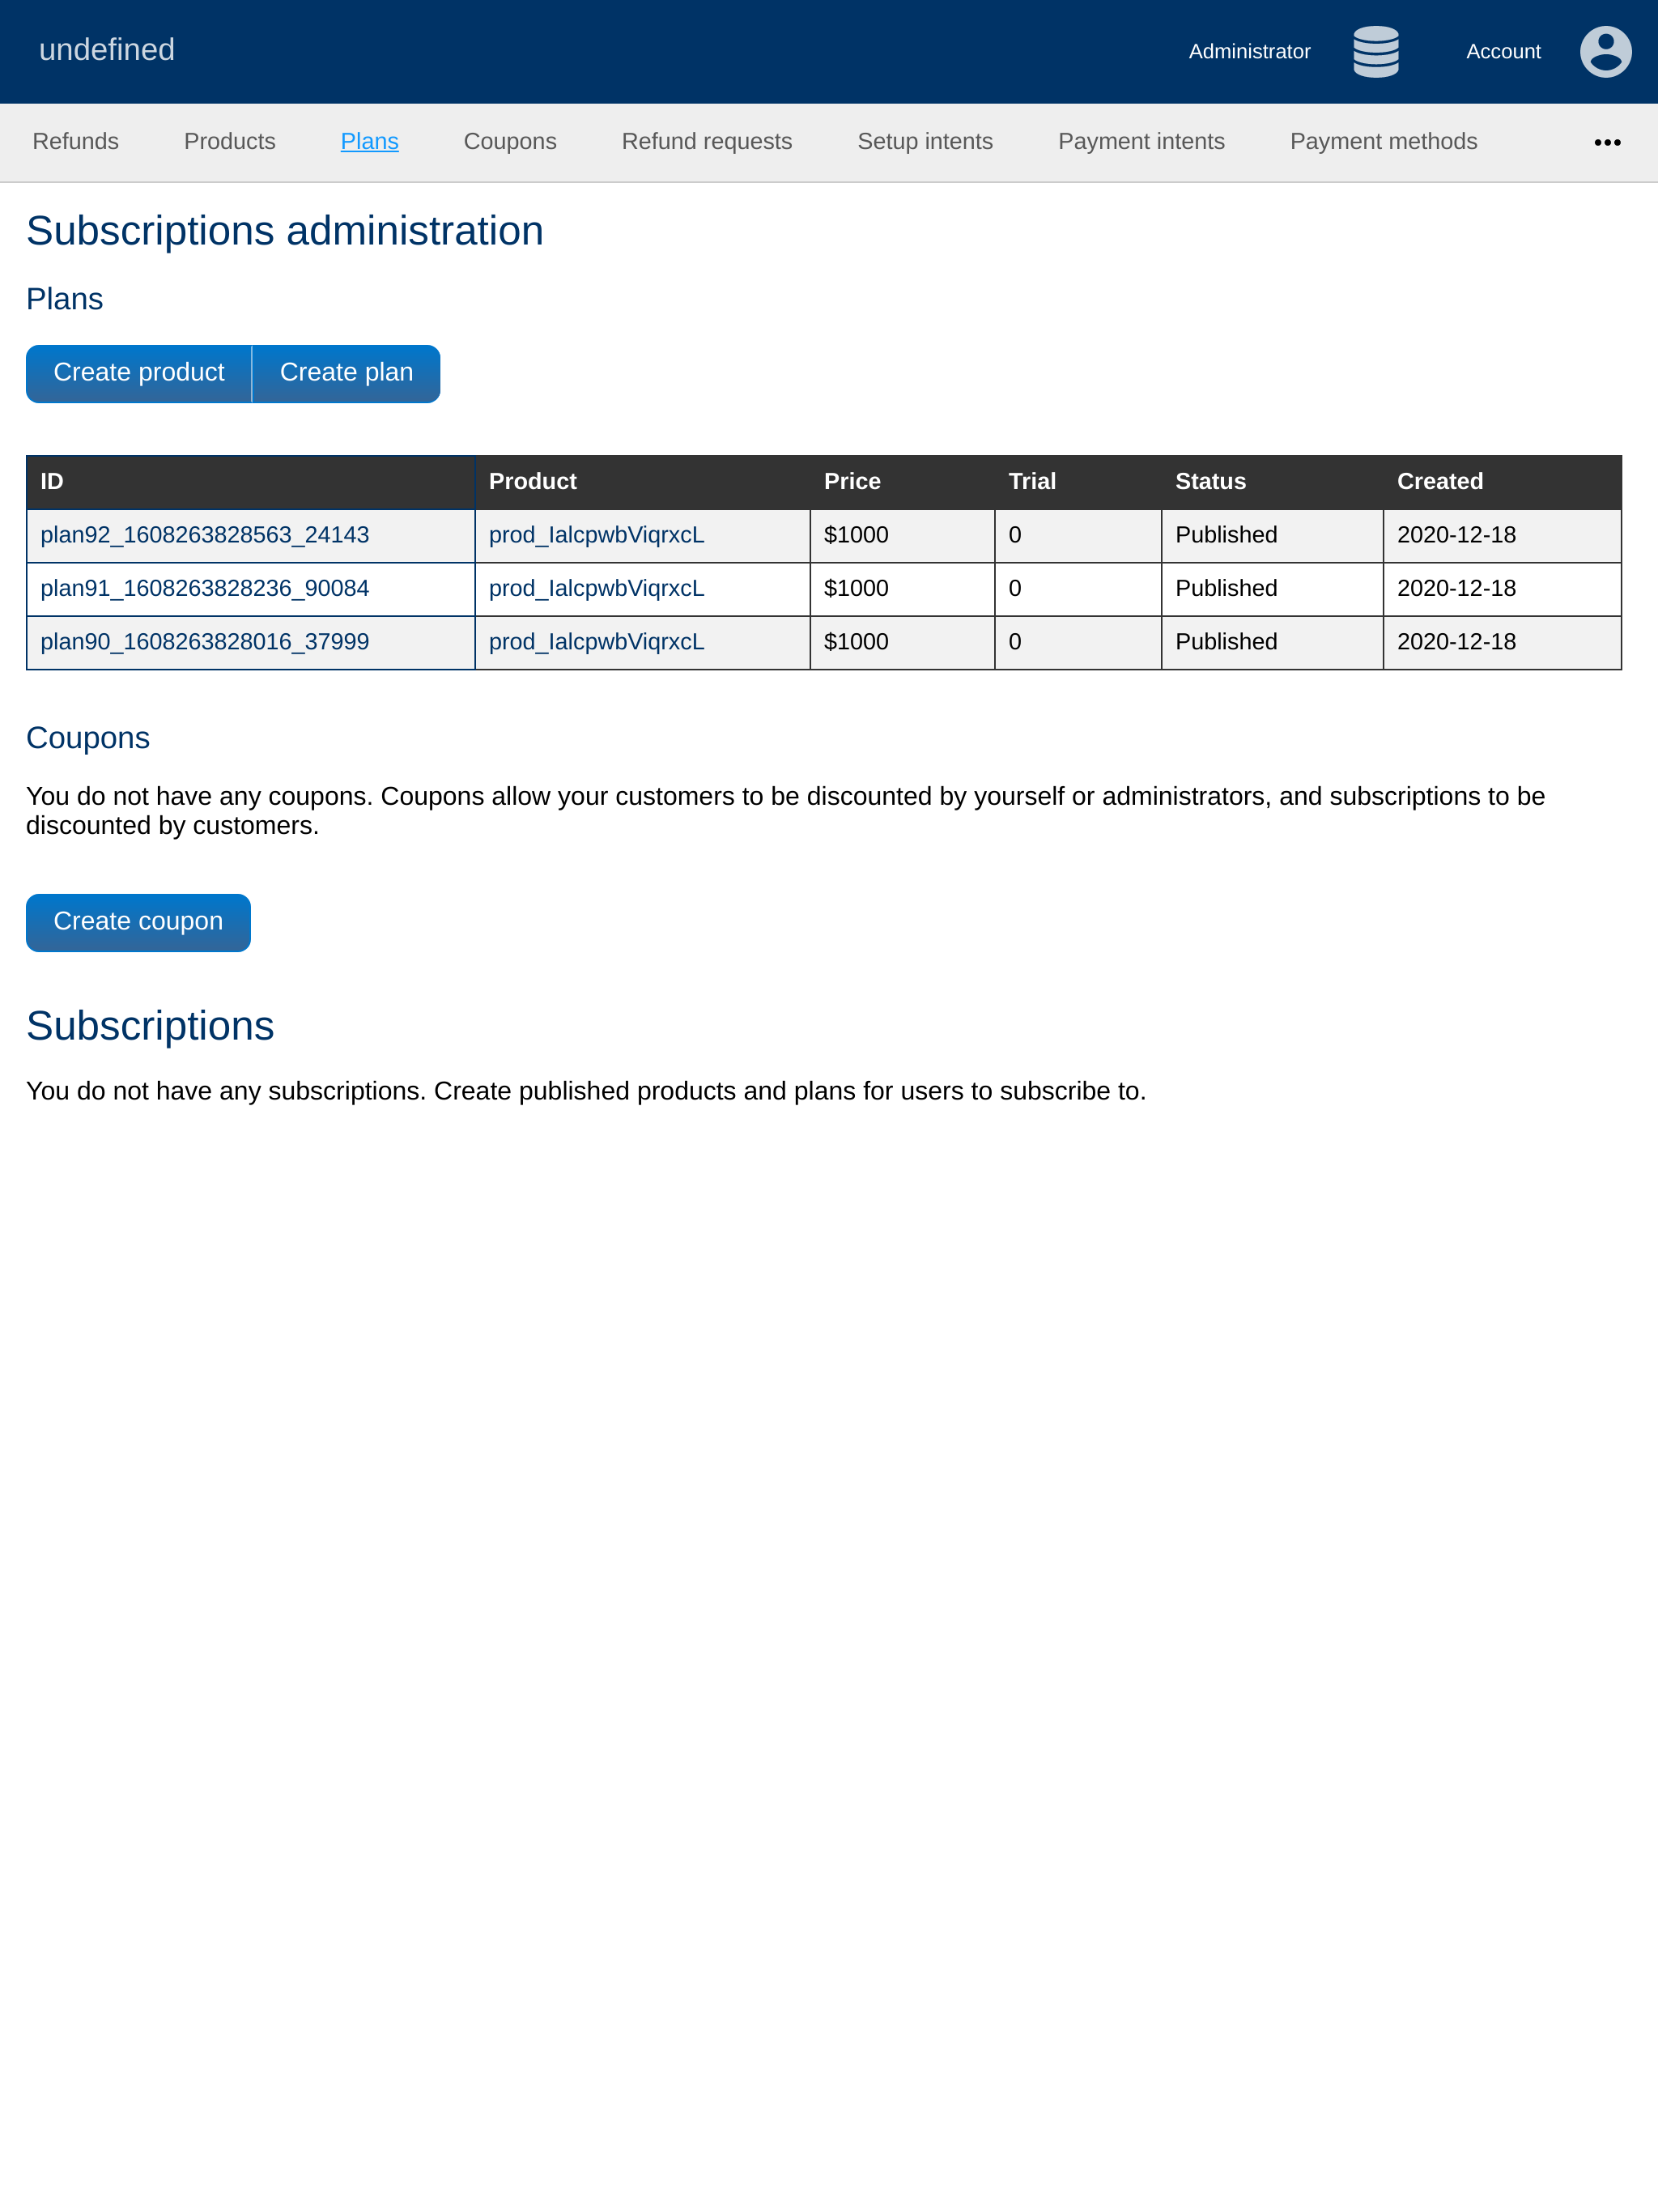 undefined
Administrator Account
Refunds Products Plans Coupons Refund requests Setup intents Payment intents Payment methods
Subscriptions administration
Plans
Create product Create plan
ID Product Price Trial Status Created
plan92_1608263828563_24143 prod_IalcpwbViqrxcL $1000 0 Published 2020-12-18
plan91_1608263828236_90084 prod_IalcpwbViqrxcL $1000 0 Published 2020-12-18
plan90_1608263828016_37999 prod_IalcpwbViqrxcL $1000 0 Published 2020-12-18
Coupons
You do not have any coupons. Coupons allow your customers to be discounted by yourself or administrators, and subscriptions to be
discounted by customers.
Create coupon
Subscriptions
You do not have any subscriptions. Create published products and plans for users to subscribe to.